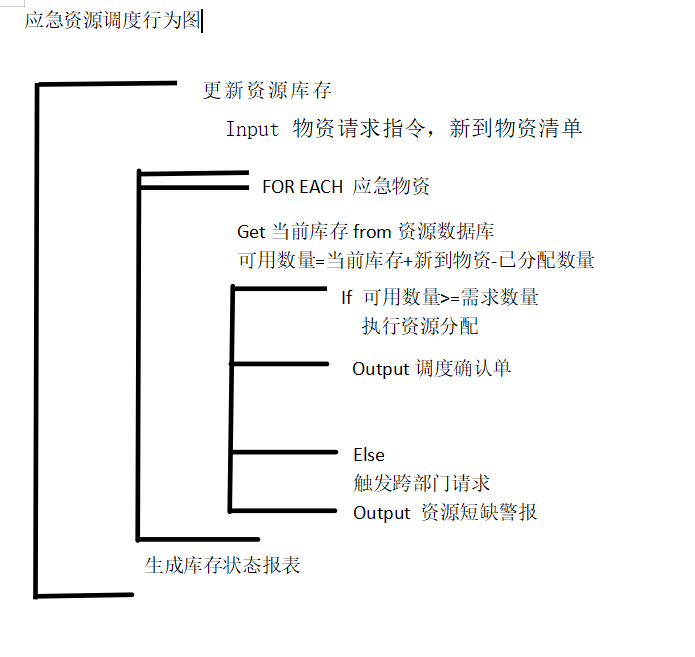 应急资源调度行为图
更新资源库存
Input 物资请求指令，新到物资清单
FOR EACH 应急物资
Get 当前库存 from 资源数据库
可用数量=当前库存+新到物资-已分配数量
If 可用数量>=需求数量
执行资源分配
Output 调度确认单
Else
触发跨部门请求
Output 资源短缺警报
生成库存状态报表